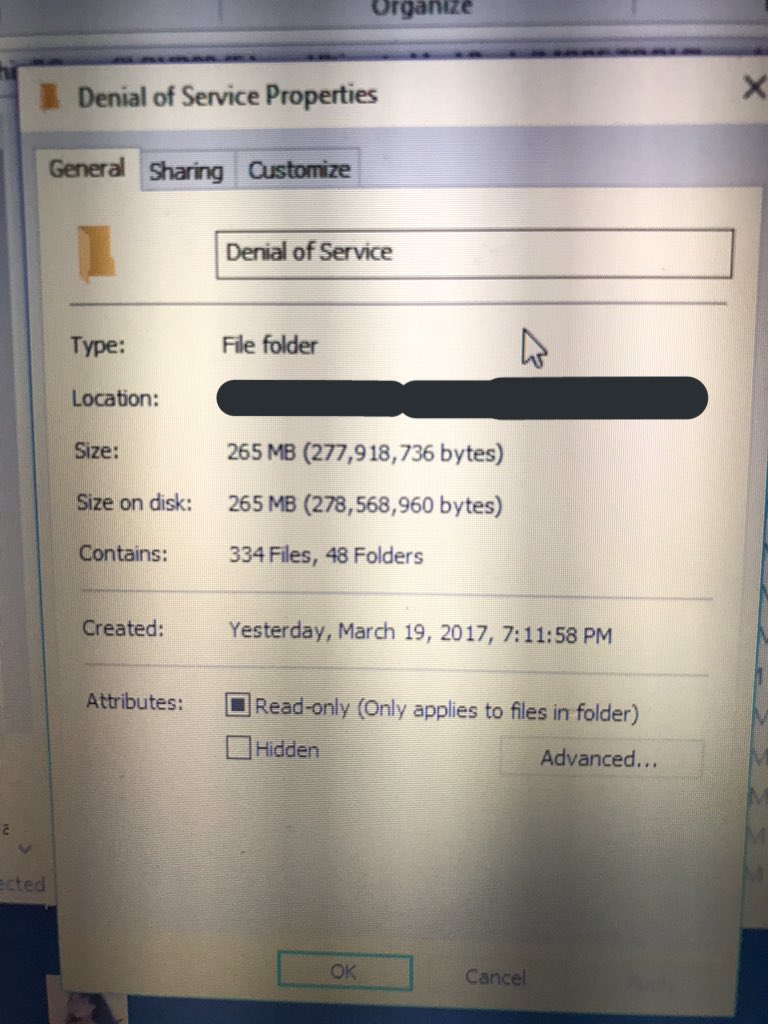 Organize
Denial of Service Properties
General Sharing Customize
Denial of Service
Type: File folder
Location:
Size: 265 MB (277,918,736 bytes)
Size on disk: 265 MB (278,568,960 bytes)
Contains: 334 Files, 48 Folders
Created: Yesterday, March 19, 2017, 7:11:58 PM
Attributes: Read-only (Only applies to files in folder)
Hidden Advanced...
OK Cancel